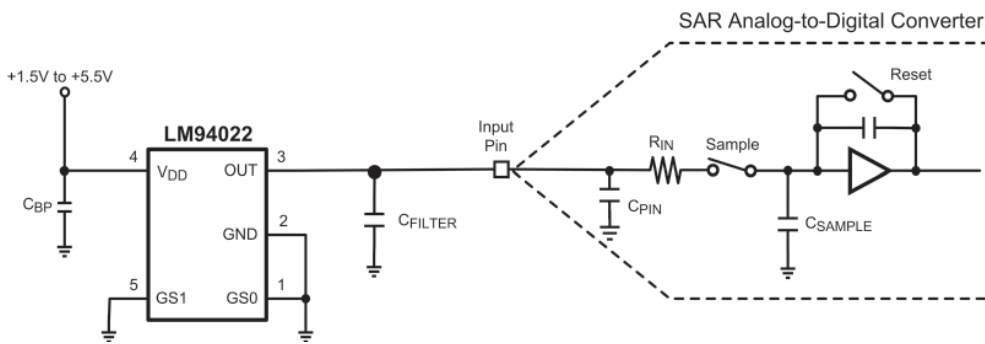 SAR Analog-to-Digital Converter
+1.5V to +5.5V
Reset
LM94022
Input
Pin
RIN
Sample
4
VDD
OUT
3
CBP
CFILTER
CPIN
CSAMPLE
GND
2
5
GS1
GS0
1